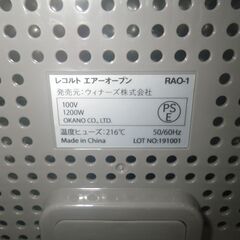 レコルト エアーオーブン RAO-1
発売元：ウィナーズ株式会社
100V
1200W
OKANO CO., LTD.
PS
E
温度ヒューズ：216℃ 50/60Hz
Made in China LOT NO:191001